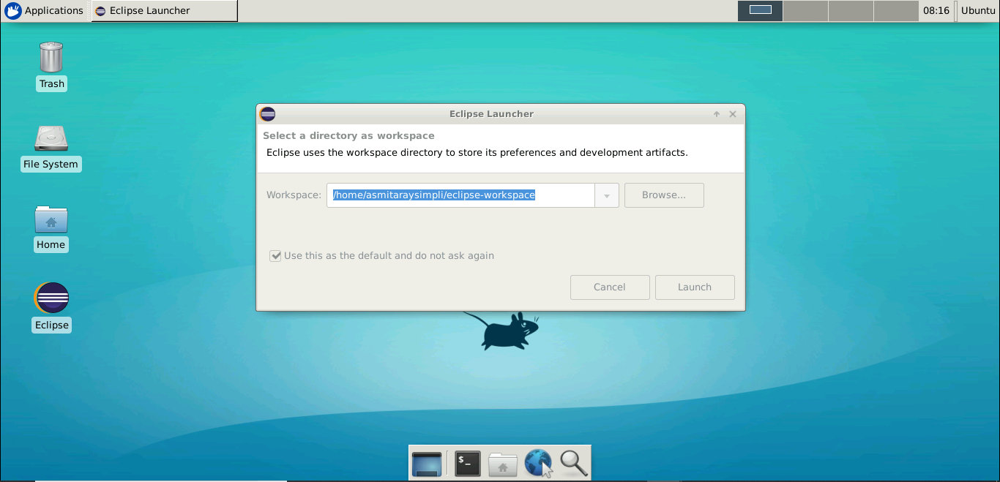 Applications
Eclipse Launcher
08:16
Ubuntu
Trash
File System
Home
Eclipse
Eclipse Launcher
Select a directory as workspace
Eclipse uses the workspace directory to store its preferences and development artifacts.
Workspace: /home/asmitaraysimpli/eclipse-workspace Browse...
Use this as the default and do not ask again
Cancel Launch
$_